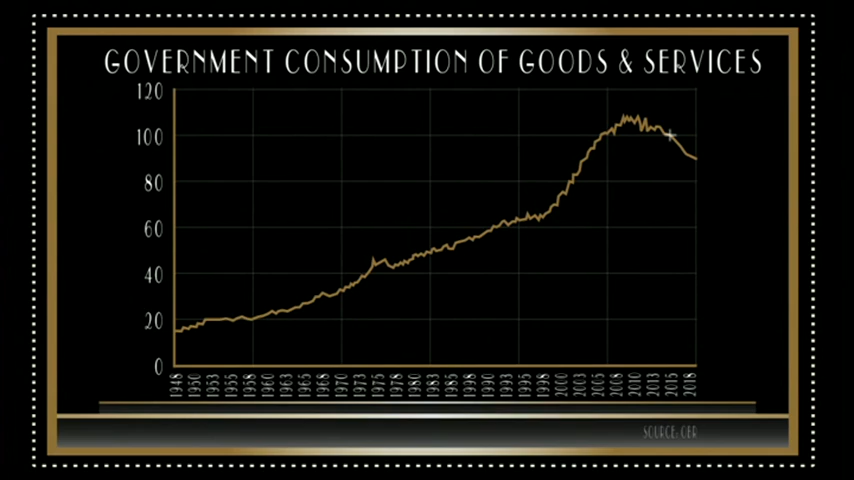 GOVERNMENT CONSUMPTION OF GOODS & SERVICES
120
100
80
60
40
20
0
1948 1950 1953 1955 1958 1960 1963 1965 1968 1970 1973 1975 1978 1980 1983 1985 1988 1990 1993 1995 1998 2000 2003 2005 2008 2010 2013 2015 2018
SOURCE: OBR